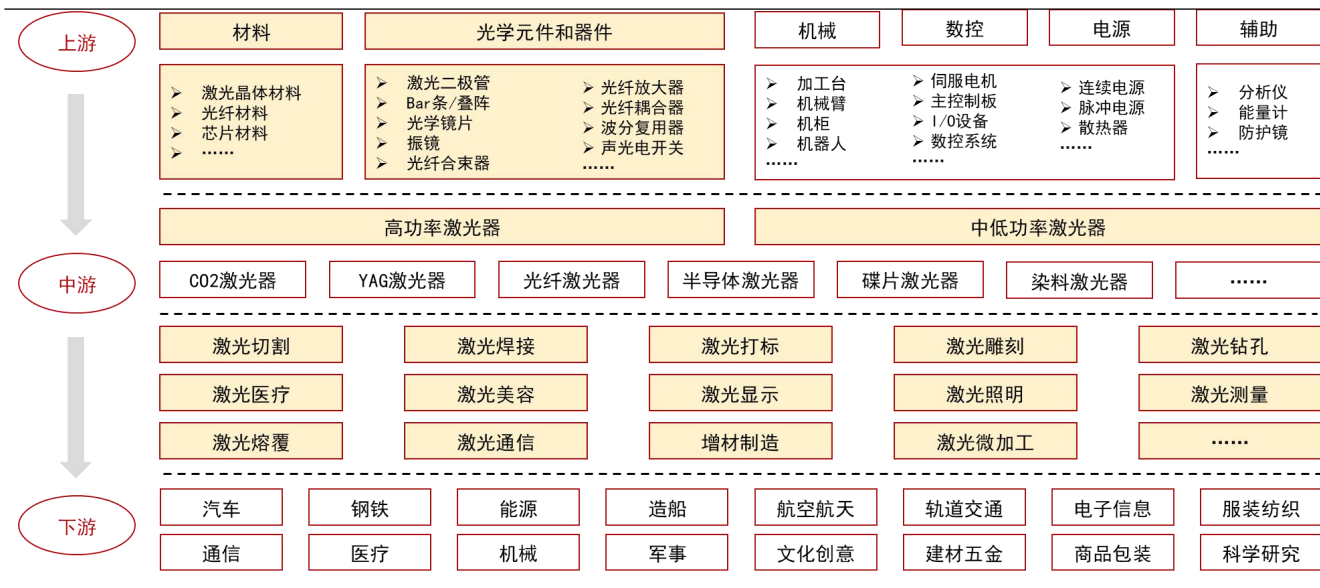 上游
材料
光学元件和器件
机械
数控
电源
辅助
激光晶体材料
光纤材料
芯片材料
……
激光二极管
Bar条/叠阵
光学镜片
振镜
光纤合束器
光纤放大器
光纤耦合器
波分复用器
声光电开关
……
加工台
机械臂
机柜
机器人
……
伺服电机
主控制板
I/O设备
数控系统
……
连续电源
脉冲电源
散热器
……
分析仪
能量计
防护镜
……
高功率激光器
中低功率激光器
中游
CO2激光器
YAG激光器
光纤激光器
半导体激光器
碟片激光器
染料激光器
……
激光切割
激光焊接
激光打标
激光雕刻
激光钻孔
激光医疗
激光美容
激光显示
激光照明
激光测量
激光熔覆
激光通信
增材制造
激光微加工
……
下游
汽车
钢铁
能源
造船
航空航天
轨道交通
电子信息
服装纺织
通信
医疗
机械
军事
文化创意
建材五金
商品包装
科学研究